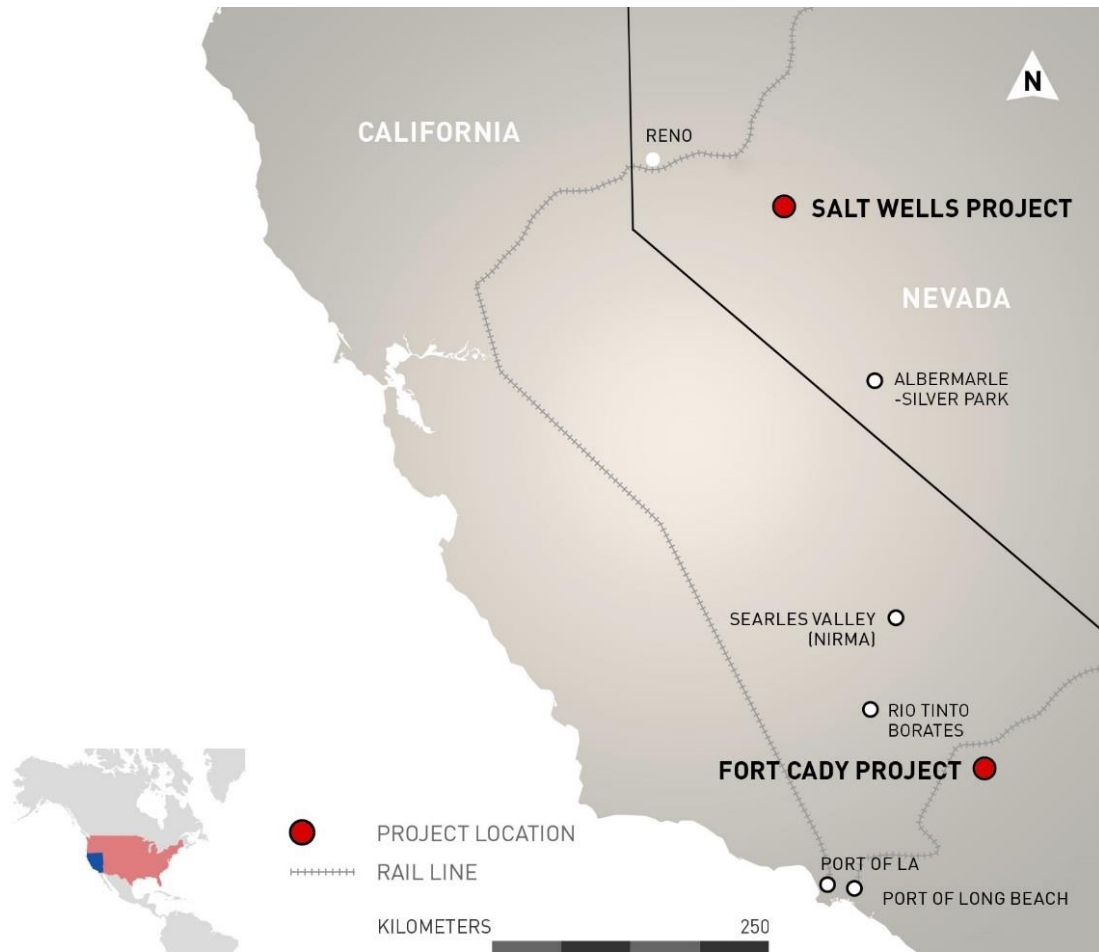 N
CALIFORNIA
RENO
SALT WELLS PROJECT
NEVADA
ALBERMARLE
-SILVER PARK
SEARLES VALLEY
(NIRMA)
RIO TINTO
BORATES
FORT CADY PROJECT
PORT OF LA
PORT OF LONG BEACH
PROJECT LOCATION
RAIL LINE
KILOMETERS 250